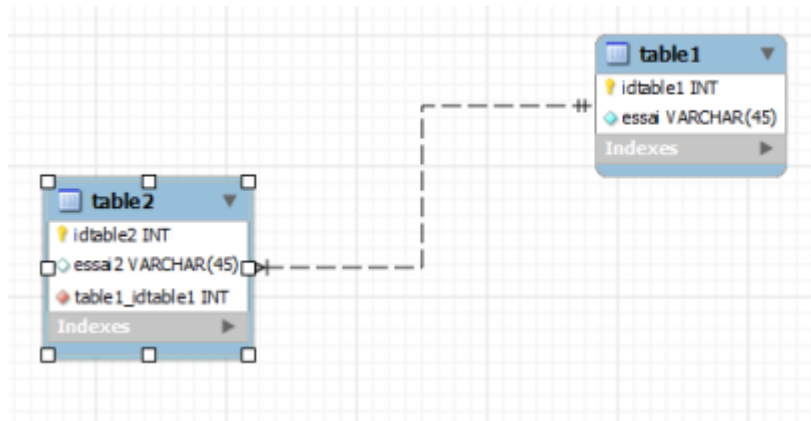 table1
idtable1 INT
essai VARCHAR(45)
Indexes
table2
idtable2 INT
essai2 VARCHAR(45)
table1_idtable1 INT
Indexes